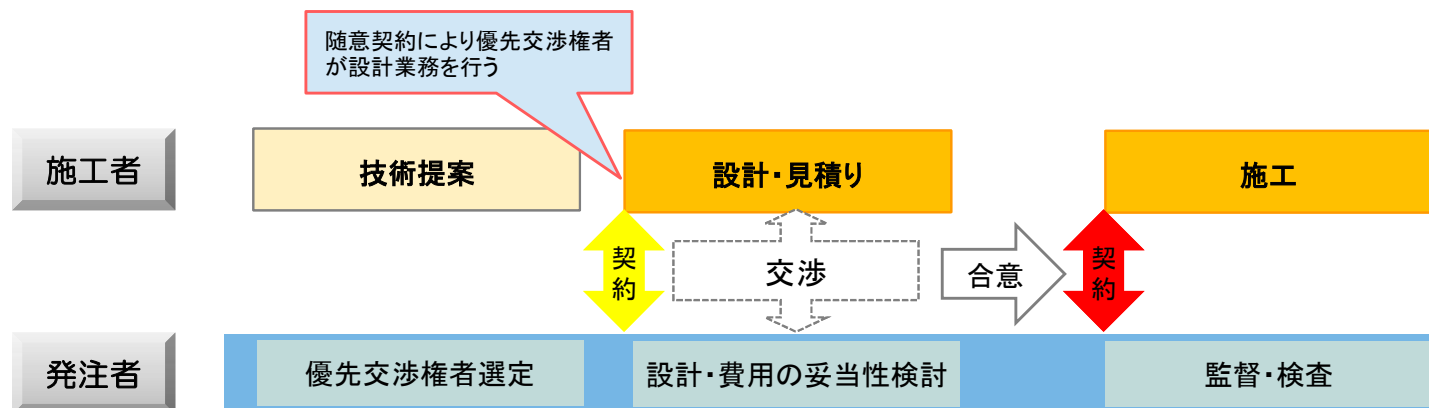 随意契約により優先交渉権者
が設計業務を行う
施工者
技術提案
設計・見積り
施工
契
約
交渉
合意
契
約
発注者
優先交渉権者選定
設計・費用の妥当性検討
監督・検査